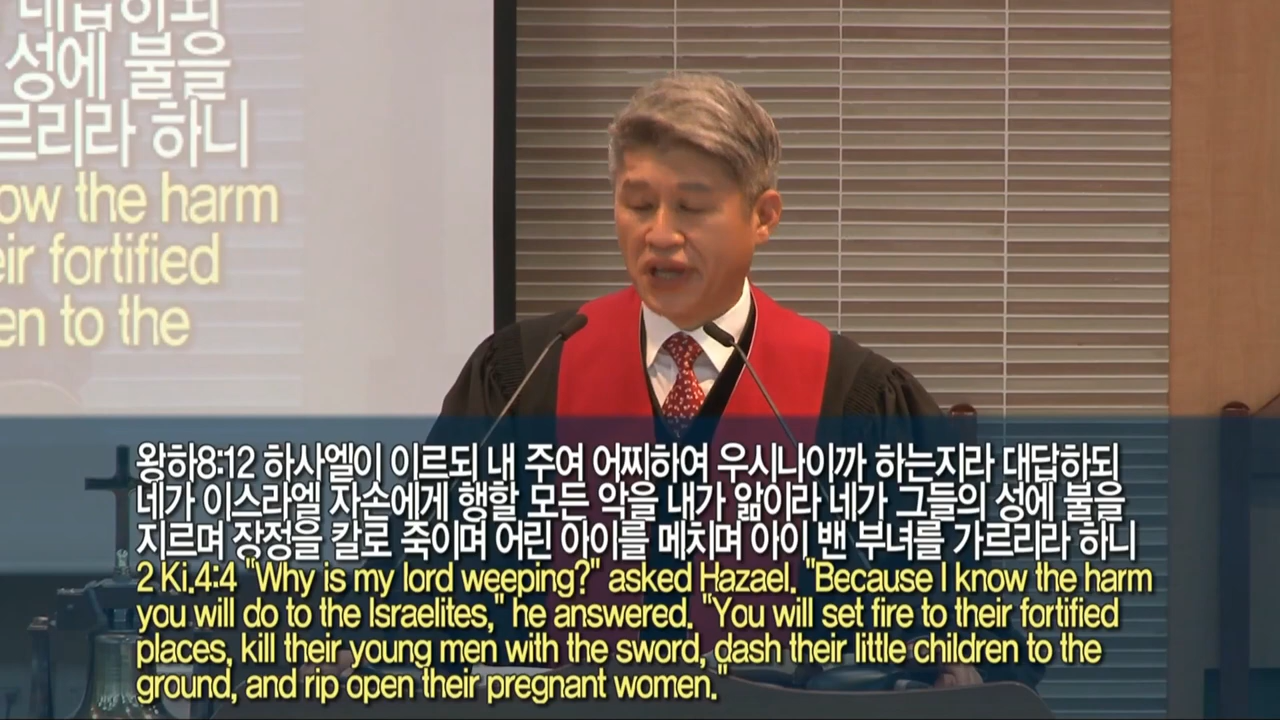 대답하되
성에 불을
르리라 하니
ow the harm
eir fortified
en to the
왕하8:12 하사엘이 이르되 내 주여 어찌하여 우시나이까 하는지라 대답하되
네가 이스라엘 자손에게 행할 모든 악을 내가 앎이라 네가 그들의 성에 불을
지르며 장정을 칼로 죽이며 어린 아이를 메치며 아이 밴 부녀를 가르리라 하니
2 Ki.4:4 "Why is my lord weeping?" asked Hazael. "Because I know the harm
you will do to the Israelites," he answered. "You will set fire to their fortified
places, kill their young men with the sword, dash their little children to the
ground, and rip open their pregnant women."